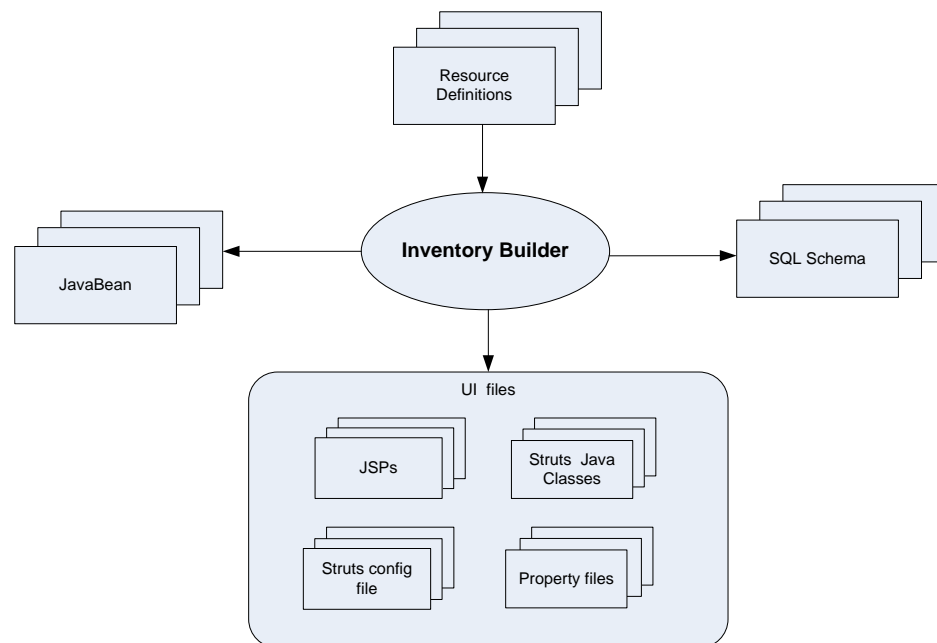 Resource
Definitions
Inventory Builder
JavaBean
SQL Schema
UI files
JSPs
Struts Java
Classes
Struts config
file
Property files